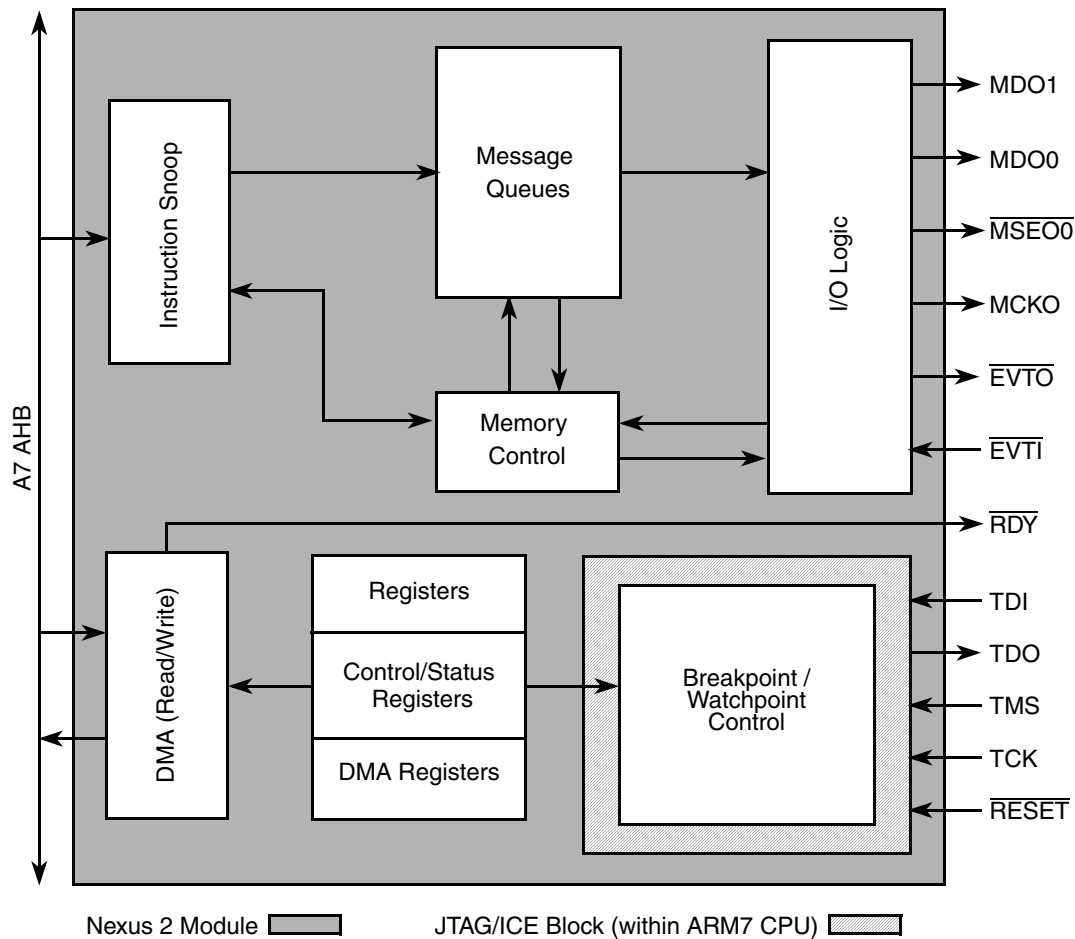 MDO1
Message
Queues
MDO0
Instruction Snoop
MSEO0
I/O Logic
MCKO
EVTO
A7 AHB
Memory
Control
EVTI
RDY
DMA (Read/Write)
Registers
TDI
Control/Status
Registers
Breakpoint /
Watchpoint
Control
TDO
TMS
DMA Registers
TCK
RESET
Nexus 2 Module
JTAG/ICE Block (within ARM7 CPU)